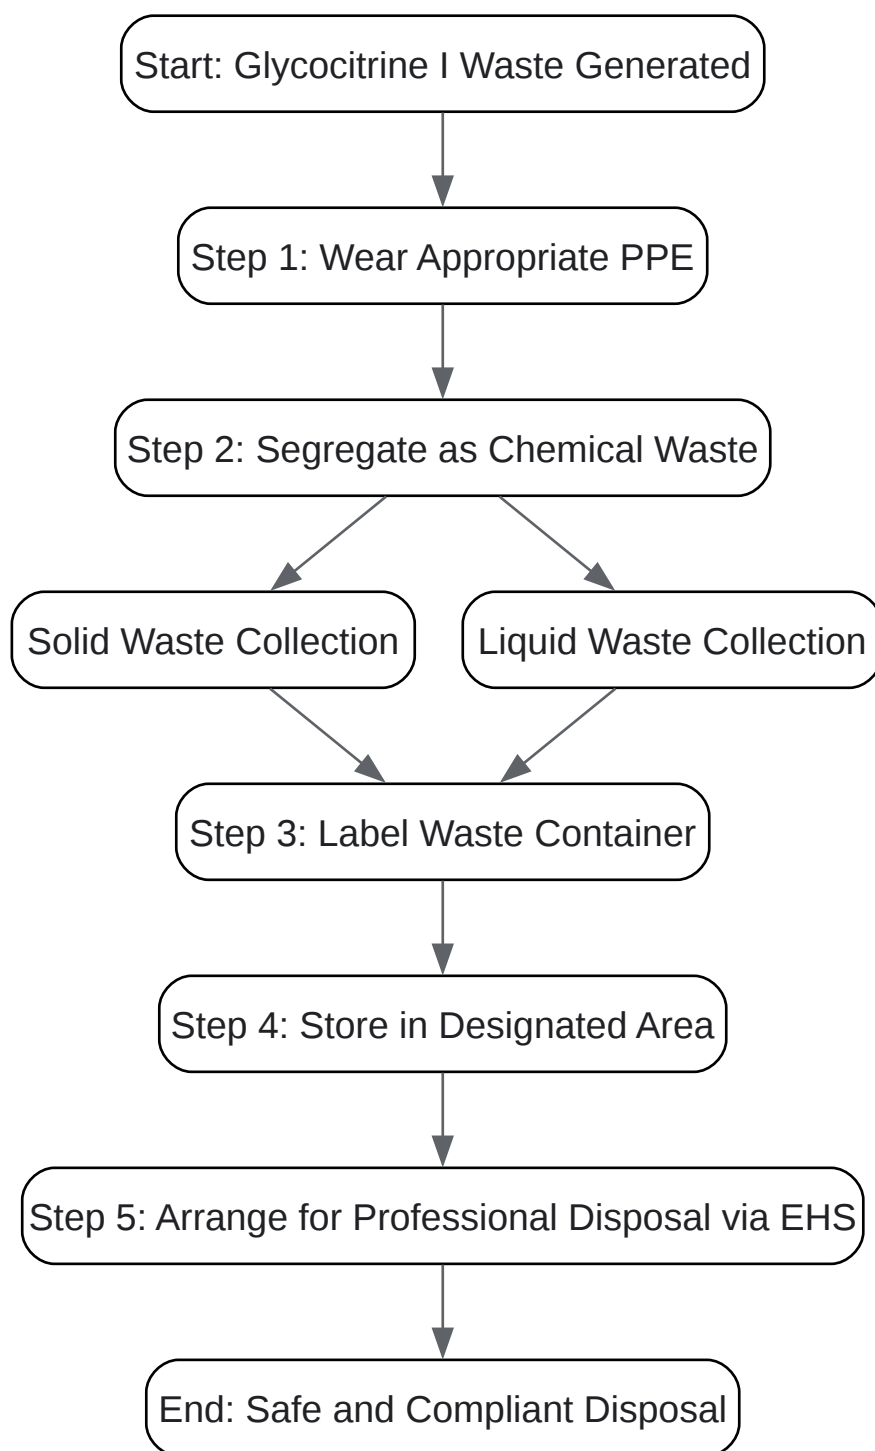 Start: Glycocitrine I Waste Generated
Step 1: Wear Appropriate PPE
Step 2: Segregate as Chemical Waste
Solid Waste Collection
Liquid Waste Collection
Step 3: Label Waste Container
Step 4: Store in Designated Area
Step 5: Arrange for Professional Disposal via EHS
End: Safe and Compliant Disposal